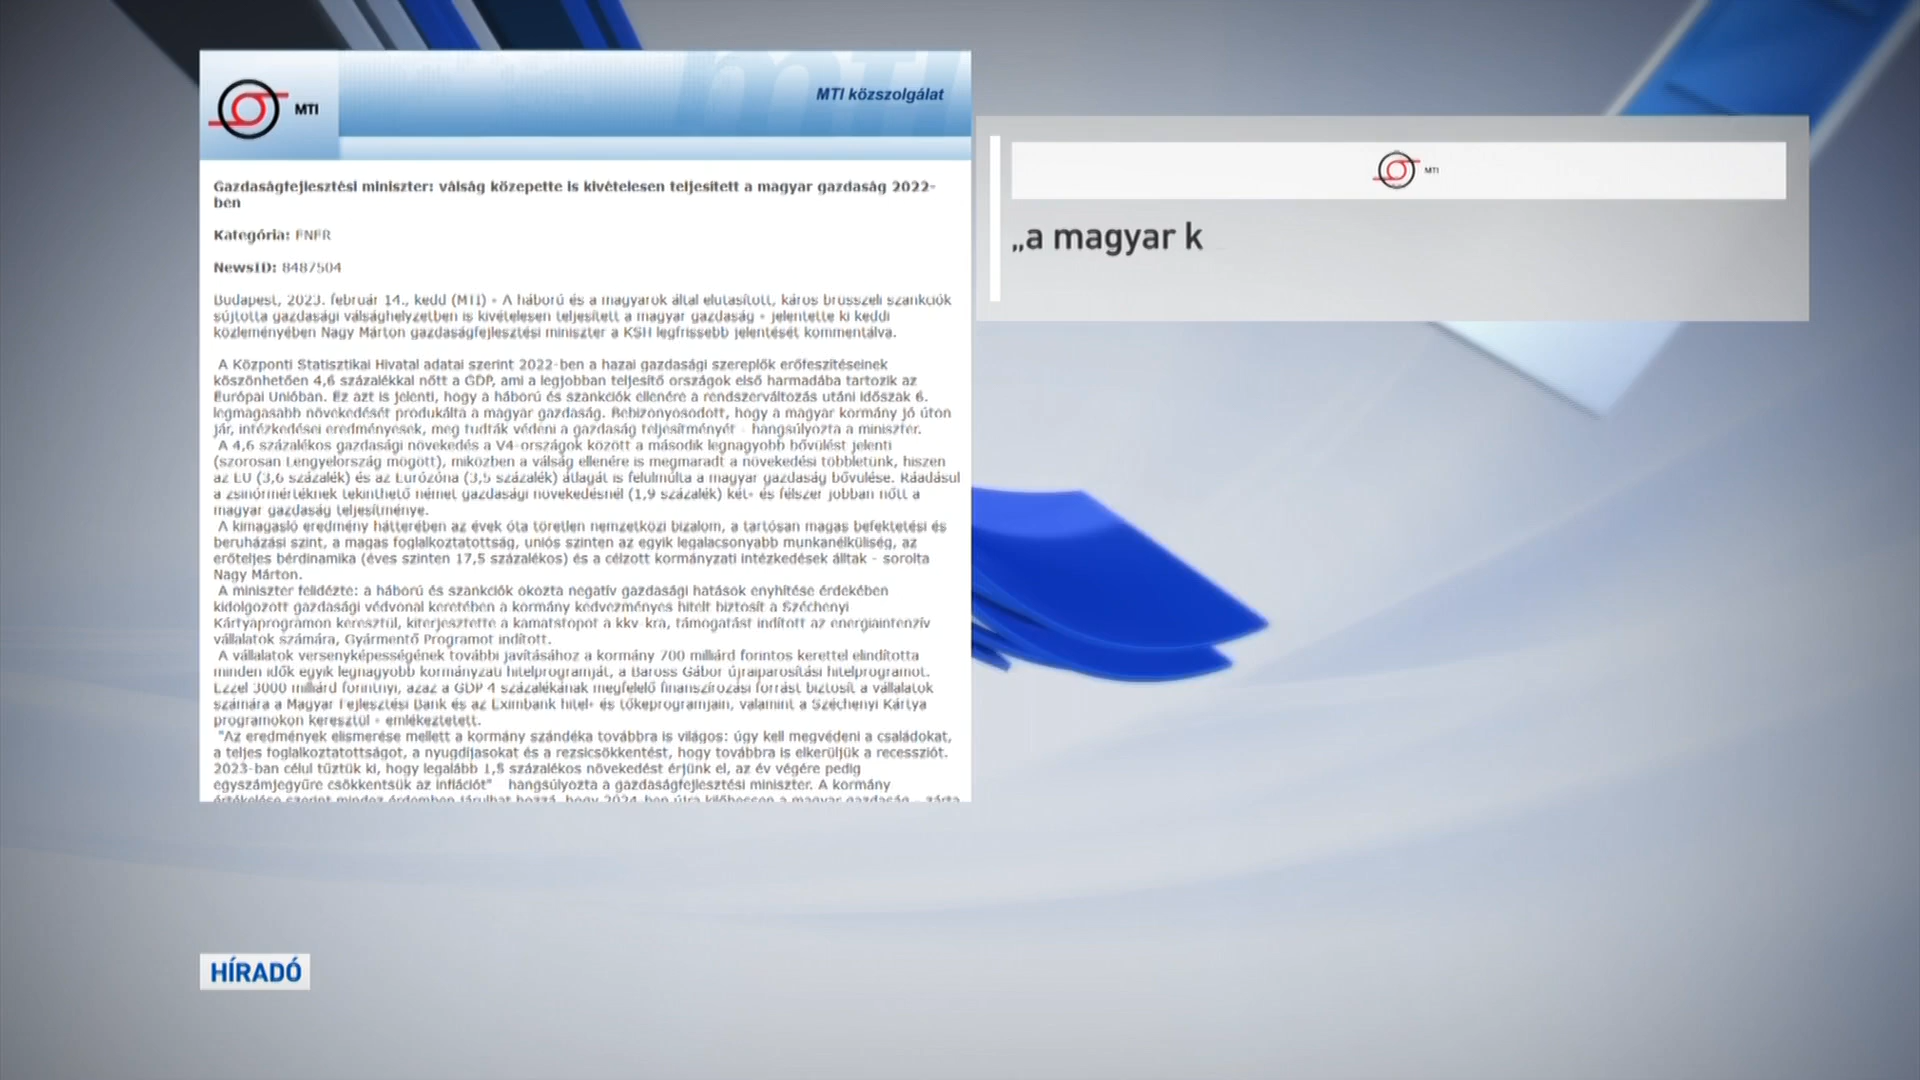 MTI
MTI közszolgálat
Gazdaságfejlesztési miniszter: válság közepette is kivételesen teljesített a magyar gazdaság 2022-
ben
Kategória: FNFR
NewsID: 8487504
Budapest, 2023. február 14., kedd (MTI) - A háború és a magyarok által elutasított, káros brüsszeli szankciók
sújtotta gazdasági válsághelyzetben is kivételesen teljesített a magyar gazdaság - jelentette ki keddi
közleményében Nagy Márton gazdaságfejlesztési miniszter a KSH legfrissebb jelentését kommentálva.
A Központi Statisztikai Hivatal adatai szerint 2022-ben a hazai gazdasági szereplők erőfeszítéseinek
köszönhetően 4,6 százalékkal nőtt a GDP, ami a legjobban teljesítő országok első harmadába tartozik az
Európai Unióban. Ez azt is jelenti, hogy a háború és szankciók ellenére a rendszerváltozás utáni időszak 6.
legmagasabb növekedését produkálta a magyar gazdaság. Bebizonyosodott, hogy a magyar kormány jó úton
jár, intézkedései eredményesek, meg tudták védeni a gazdaság teljesítményét - hangsúlyozta a miniszter.
A 4,6 százalékos gazdasági növekedés a V4-országok között a második legnagyobb bővülést jelenti
(szorosan Lengyelország mögött), miközben a válság ellenére is megmaradt a növekedési többletünk, hiszen
az EU (3,6 százalék) és az Eurózóna (3,5 százalék) átlagát is felülmúlta a magyar gazdaság bővülése. Ráadásul
a zsinórmértéknek tekinthető német gazdasági növekedésnél (1,9 százalék) két- és félszer jobban nőtt a
magyar gazdaság teljesítménye.
A kimagasló eredmény hátterében az évek óta töretlen nemzetközi bizalom, a tartósan magas befektetési és
beruházási szint, a magas foglalkoztatottság, uniós szinten az egyik legalacsonyabb munkanélküliség, az
erőteljes bérdinamika (éves szinten 17,5 százalékos) és a célzott kormányzati intézkedések álltak - sorolta
Nagy Márton.
A miniszter felidézte: a háború és szankciók okozta negatív gazdasági hatások enyhítése érdekében
kidolgozott gazdasági védvonal keretében a kormány kedvezményes hitelt biztosít a Széchenyi
Kártyaprogramon keresztül, kiterjesztette a kamatstopot a kkv-kra, támogatást indított az energiaintenzív
vállalatok számára, Gyármentő Programot indított.
A vállalatok versenyképességének további javításához a kormány 700 milliárd forintos kerettel elindította
minden idők egyik legnagyobb kormányzati hitelprogramját, a Baross Gábor újraiparosítási hitelprogramot.
Ezzel 3000 milliárd forintnyi, azaz a GDP 4 százalékának megfelelő finanszírozási forrást biztosít a vállalatok
számára a Magyar Fejlesztési Bank és az Eximbank hitel- és tőkeprogramjain, valamint a Széchenyi Kártya
programokon keresztül - emlékeztetett.
"Az eredmények elismerése mellett a kormány szándéka továbbra is világos: úgy kell megvédeni a családokat,
a teljes foglalkoztatottságot, a nyugdíjasokat és a rezsicsökkentést, hogy továbbra is elkerüljük a recessziót.
2023-ban célul tűztük ki, hogy legalább 1,5 százalékos növekedést érjünk el, az év végére pedig
egyszámjegyűre csökkentsük az inflációt" hangsúlyozta a gazdaságfejlesztési miniszter. A kormány
értékelése szerint mindez érdemben járulhat hozzá, hogy 2024-ben újra kilőhessen a magyar gazdaság - zárta
MTI
„a magyar k
HÍRADÓ